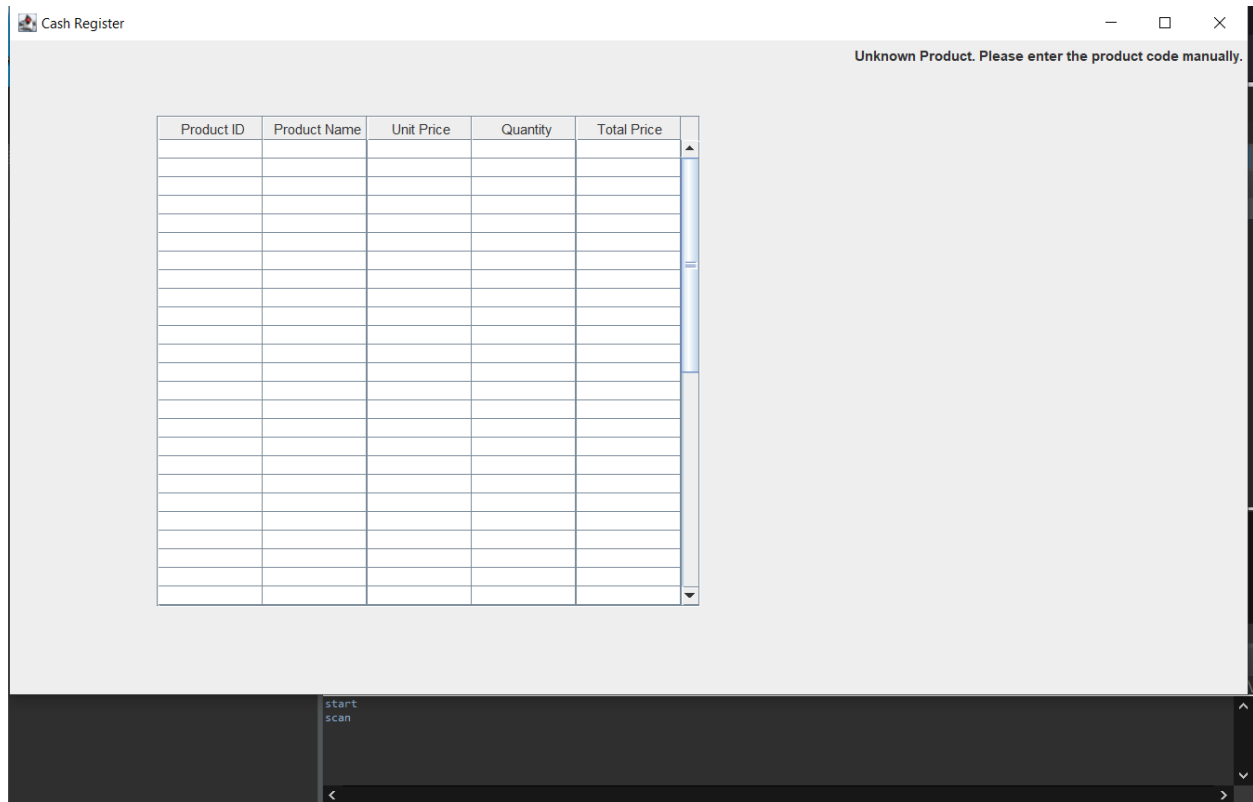 Cash Register
Unknown Product. Please enter the product code manually.
Product ID Product Name Unit Price Quantity Total Price
start
scan